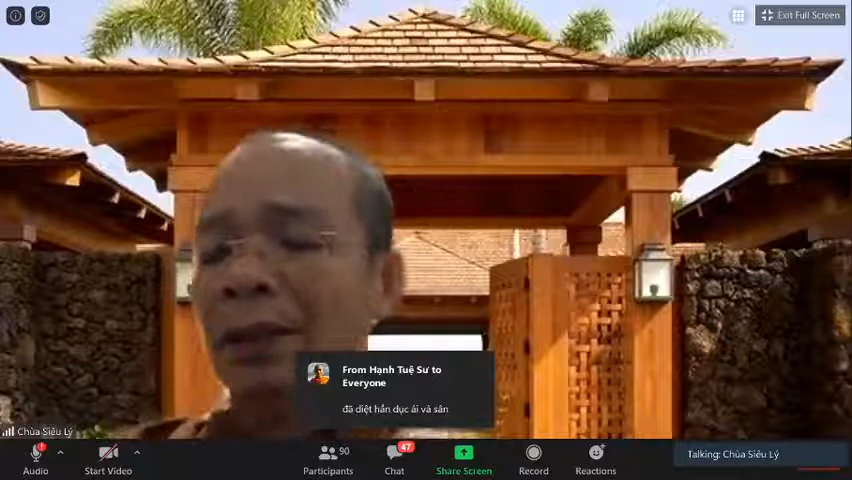 Exit Full Screen
From Hạnh Tuệ Sư to
Everyone
đã diệt hẳn dục ái và sân
Chùa Siêu Lý
Audio
Start Video
90
Participants
47
Chat
Share Screen
Record
Reactions
Talking: Chùa Siêu Lý